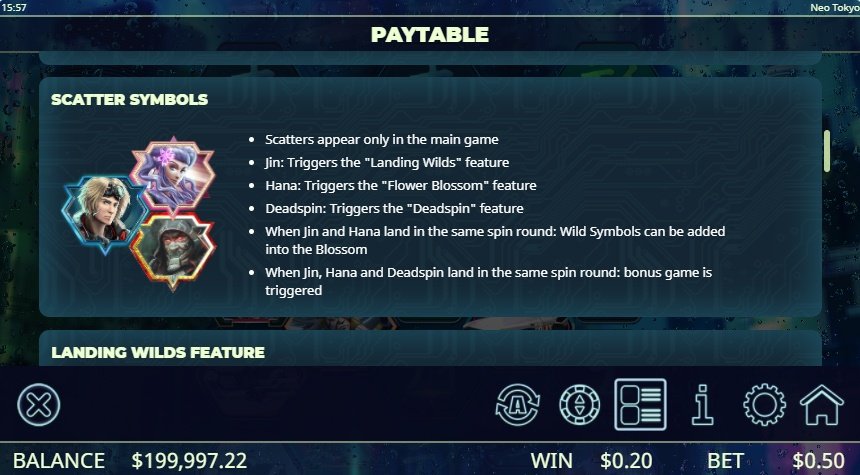 15:57
Neo Tokyo
PAYTABLE
SCATTER SYMBOLS
• Scatters appear only in the main game
• Jin: Triggers the "Landing Wilds" feature
• Hana: Triggers the "Flower Blossom" feature
• Deadspin: Triggers the "Deadspin" feature
• When Jin and Hana land in the same spin round: Wild Symbols can be added
into the Blossom
• When Jin, Hana and Deadspin land in the same spin round: bonus game is
triggered
LANDING WILDS FEATURE
A
BALANCE $199,997.22 WIN $0.20 BET $0.50